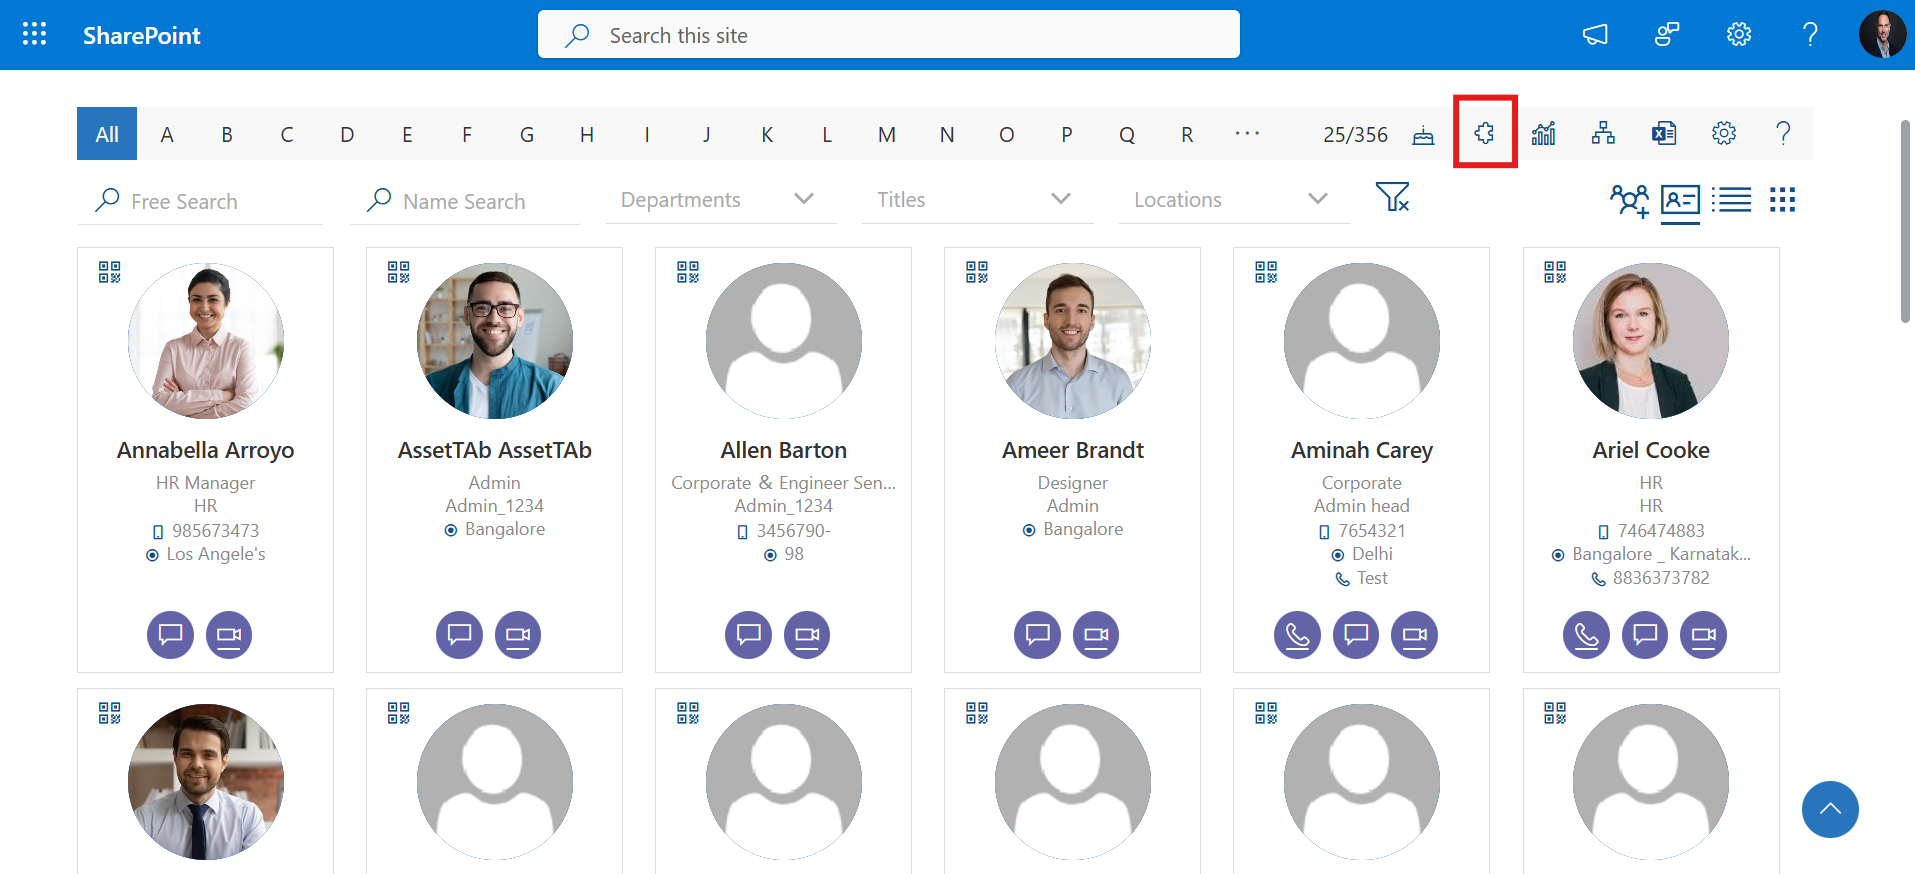 SharePoint
Search this site
All A B C D E F G H I J K L M N O P Q R ··· 25/356
Free Search
Name Search
Departments
Titles
Locations
Annabella Arroyo
HR Manager
HR
985673473
Los Angele's
AssetTAb AssetTAb
Admin
Admin_1234
Bangalore
Allen Barton
Corporate & Engineer Sen...
Admin_1234
3456790-
98
Ameer Brandt
Designer
Admin
Bangalore
Aminah Carey
Corporate
Admin head
7654321
Delhi
Test
Ariel Cooke
HR
HR
746474883
Bangalore _ Karnatak...
8836373782